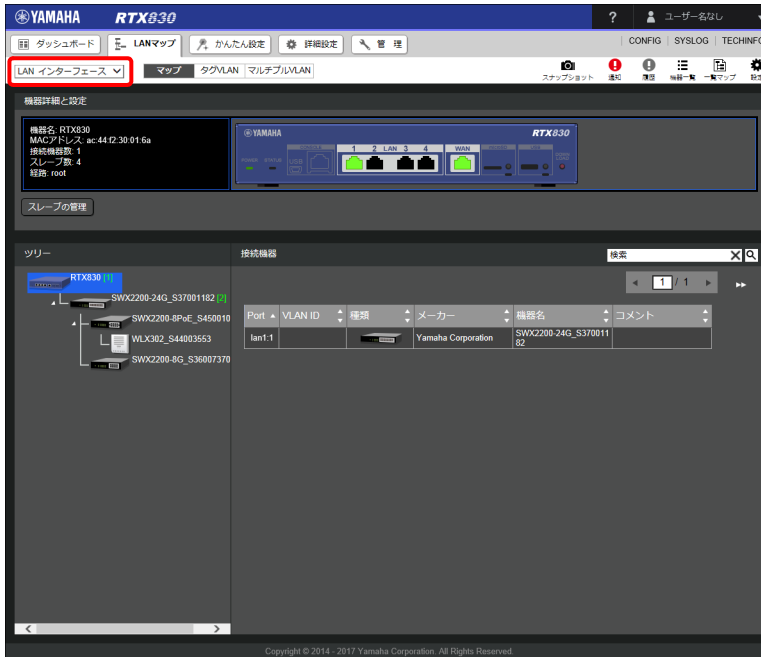 YAMAHA RTX830 ? ユーザー名なし
ダッシュボード LANマップ かんたん設定 詳細設定 管 理 CONFIG SYSLOG TECHINFO
LAN インターフェース マップ タグVLAN マルチプルVLAN スナップショット 通知 履歴 機器一覧 一覧マップ 設定
機器詳細と設定
機器名: RTX830
MACアドレス: ac:44:f2:30:01:6a
接続機器数: 1
スレーブ数: 4
経路: root
YAMAHA RTX830
1 2 LAN 3 4 WAN
スレーブの管理
ツリー
RTX830 [1]
SWX2200-24G_S37001182 [2]
SWX2200-8PoE_S450010
WLX302_S44003553
SWX2200-8G_S36007370
接続機器 検索
1 / 1
Port VLAN ID 種類 メーカー 機器名 コメント
lan1:1 Yamaha Corporation SWX2200-24G_S370011
82
Copyright © 2014 - 2017 Yamaha Corporation. All Rights Reserved.